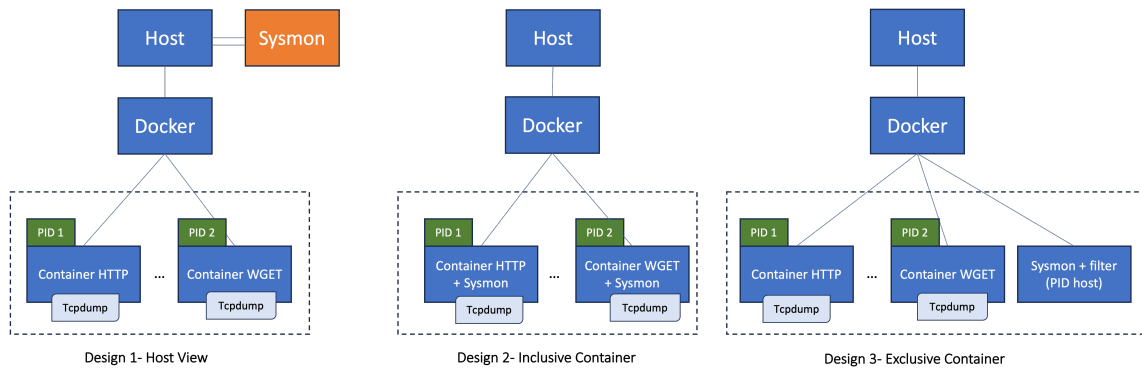 Host
Sysmon
Docker
PID 1
PID 2
Container HTTP
...
Container WGET
Tcpdump
Tcpdump
Design 1- Host View
Host
Docker
PID 1
PID 2
Container HTTP
+ Sysmon
...
Container WGET
+ Sysmon
Tcpdump
Tcpdump
Design 2- Inclusive Container
Host
Docker
PID 1
PID 2
Container HTTP
...
Container WGET
Sysmon + filter
(PID host)
Tcpdump
Tcpdump
Design 3- Exclusive Container